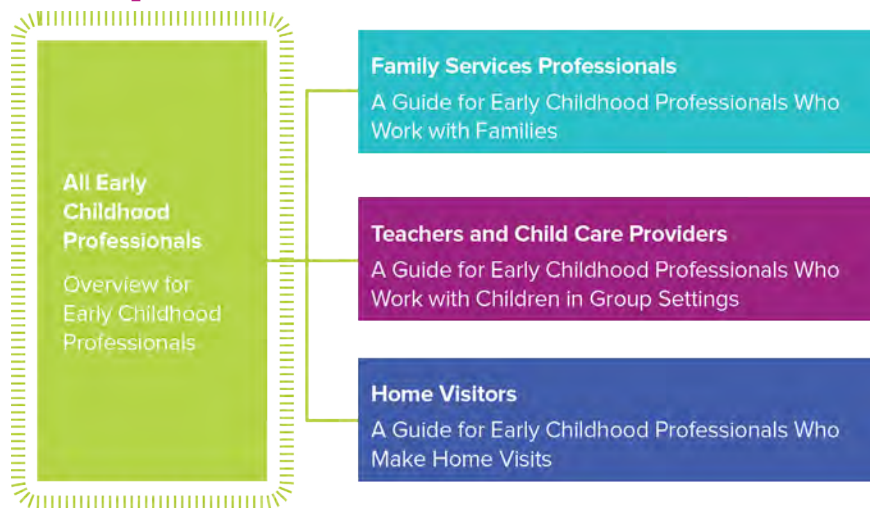 All Early
Childhood
Professionals
Overview for
Early Childhood
Professionals
Family Services Professionals
A Guide for Early Childhood Professionals Who
Work with Families
Teachers and Child Care Providers
A Guide for Early Childhood Professionals Who
Work with Children in Group Settings
Home Visitors
A Guide for Early Childhood Professionals Who
Make Home Visits